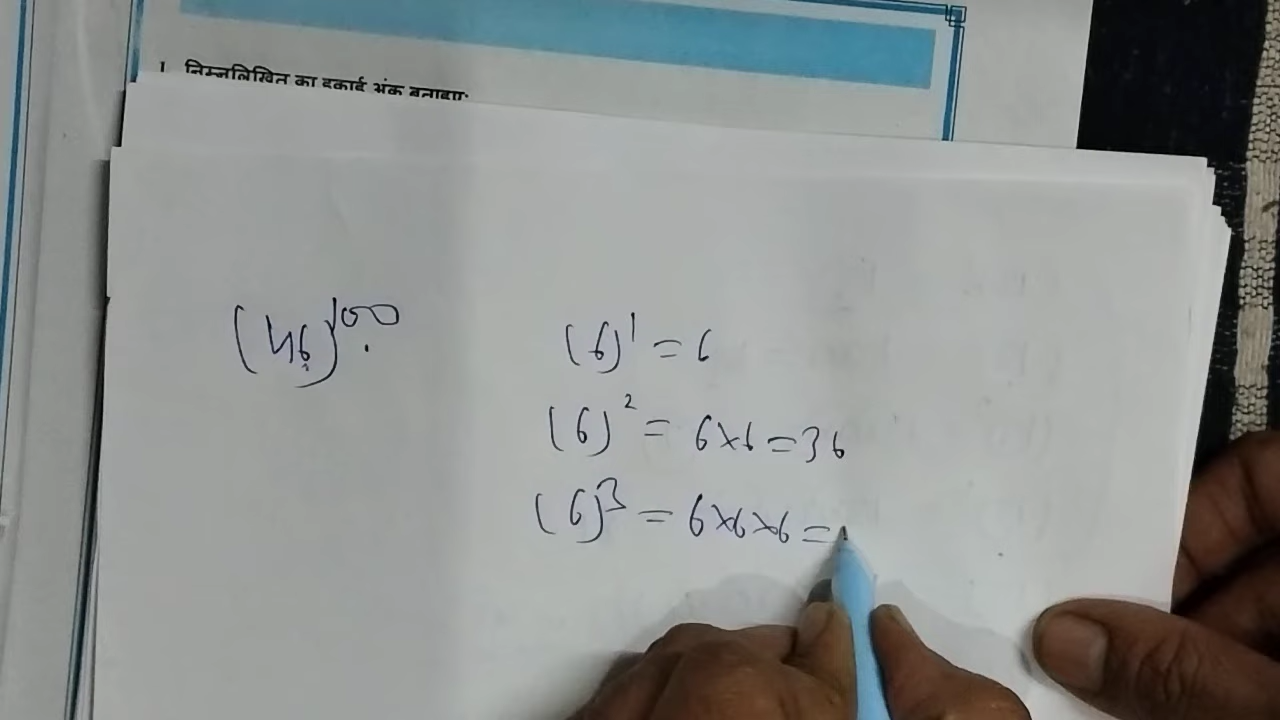 1 निम्नलिखित का इकाई अंक बताइए:
(46)¹⁰⁰
(6)¹ = 6
(6)² = 6×6 = 36
(6)³ = 6×6×6 =